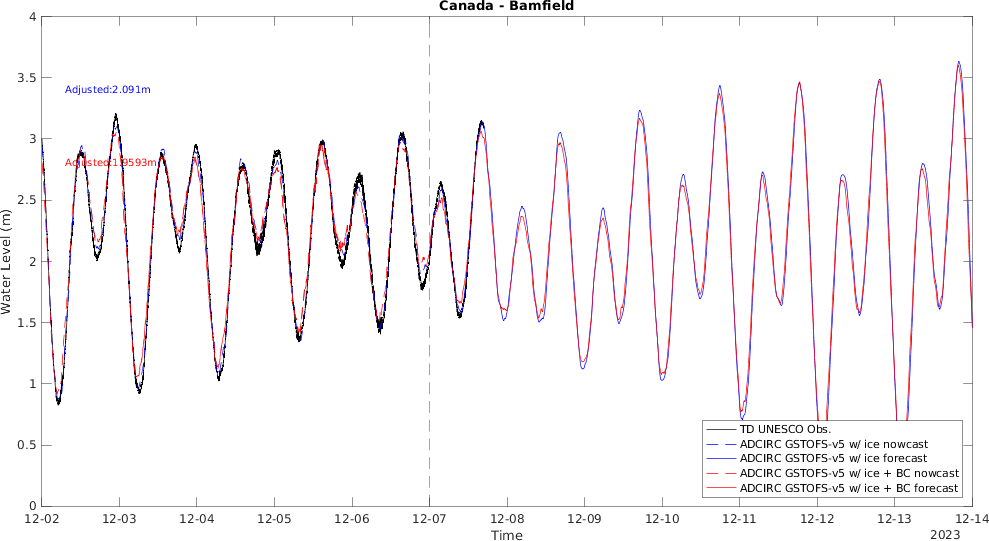 Canada - Bamfield
4
3.5
3
2.5
2
1.5
1
0.5
0
Water Level (m)
Adjusted:2.091m
Adjusted:1.9593m
TD UNESCO Obs.
ADCIRC GSTOFS-v5 w/ ice nowcast
ADCIRC GSTOFS-v5 w/ ice forecast
ADCIRC GSTOFS-v5 w/ ice + BC nowcast
ADCIRC GSTOFS-v5 w/ ice + BC forecast
12-02 12-03 12-04 12-05 12-06 12-07 12-08 12-09 12-10 12-11 12-12 12-13 12-14
Time
2023